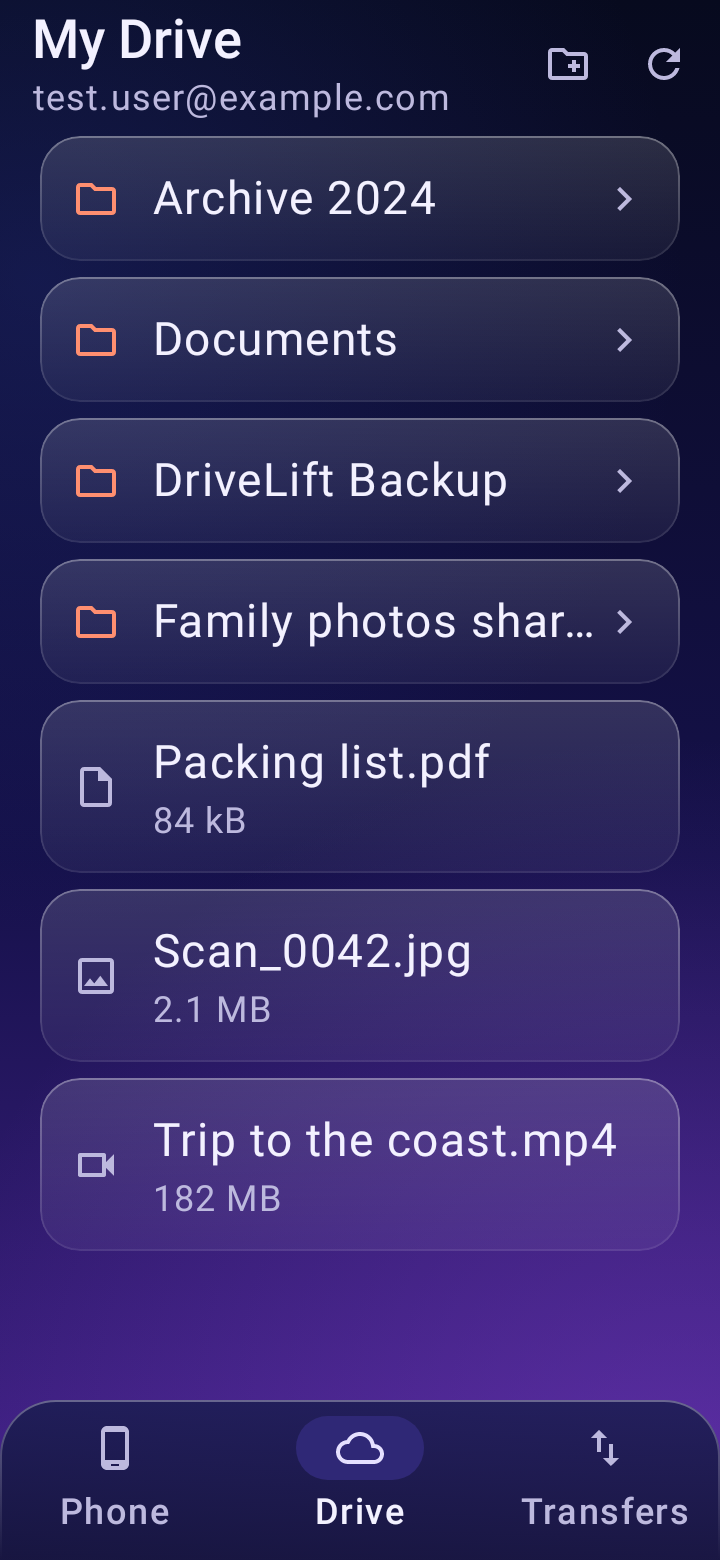 My Drive
test.user@example.com
Archive 2024
Documents
DriveLift Backup
Family photos shar…
Packing list.pdf
84 kB
Scan_0042.jpg
2.1 MB
Trip to the coast.mp4
182 MB
Phone
Drive
Transfers